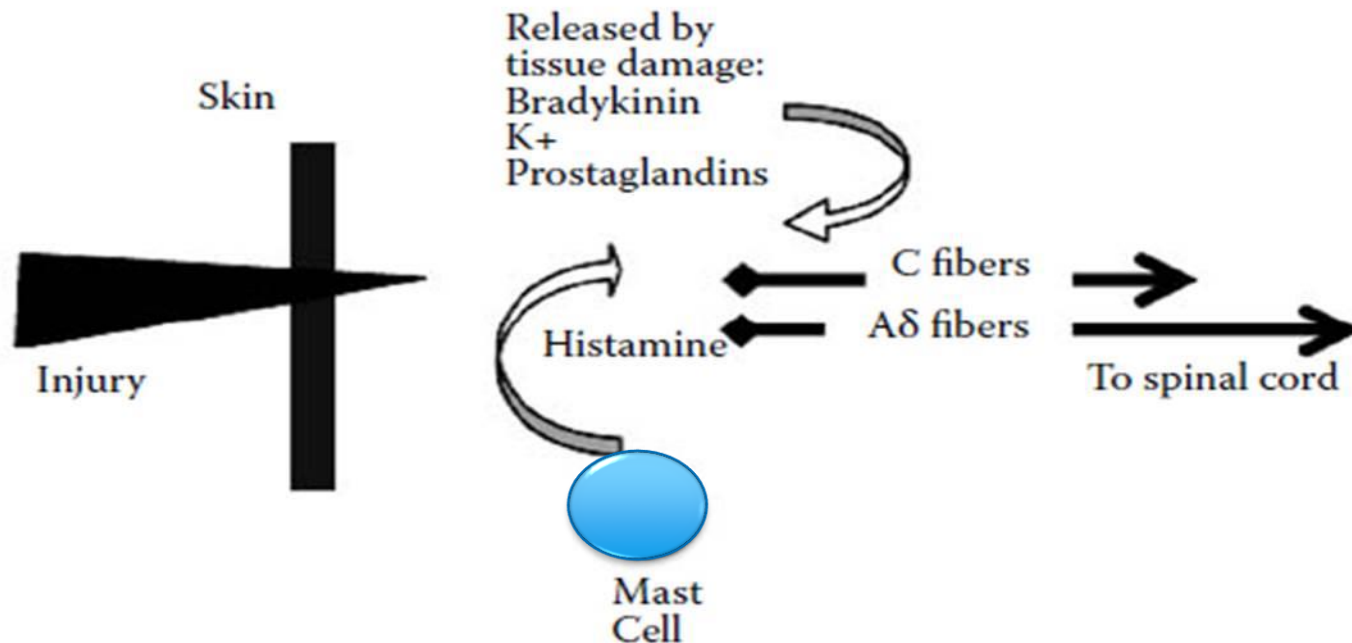 Released by
tissue damage:
Bradykinin
K+
Prostaglandins
Skin
C fibers
Aδ fibers
Histamine
Injury
To spinal cord
Mast
Cell